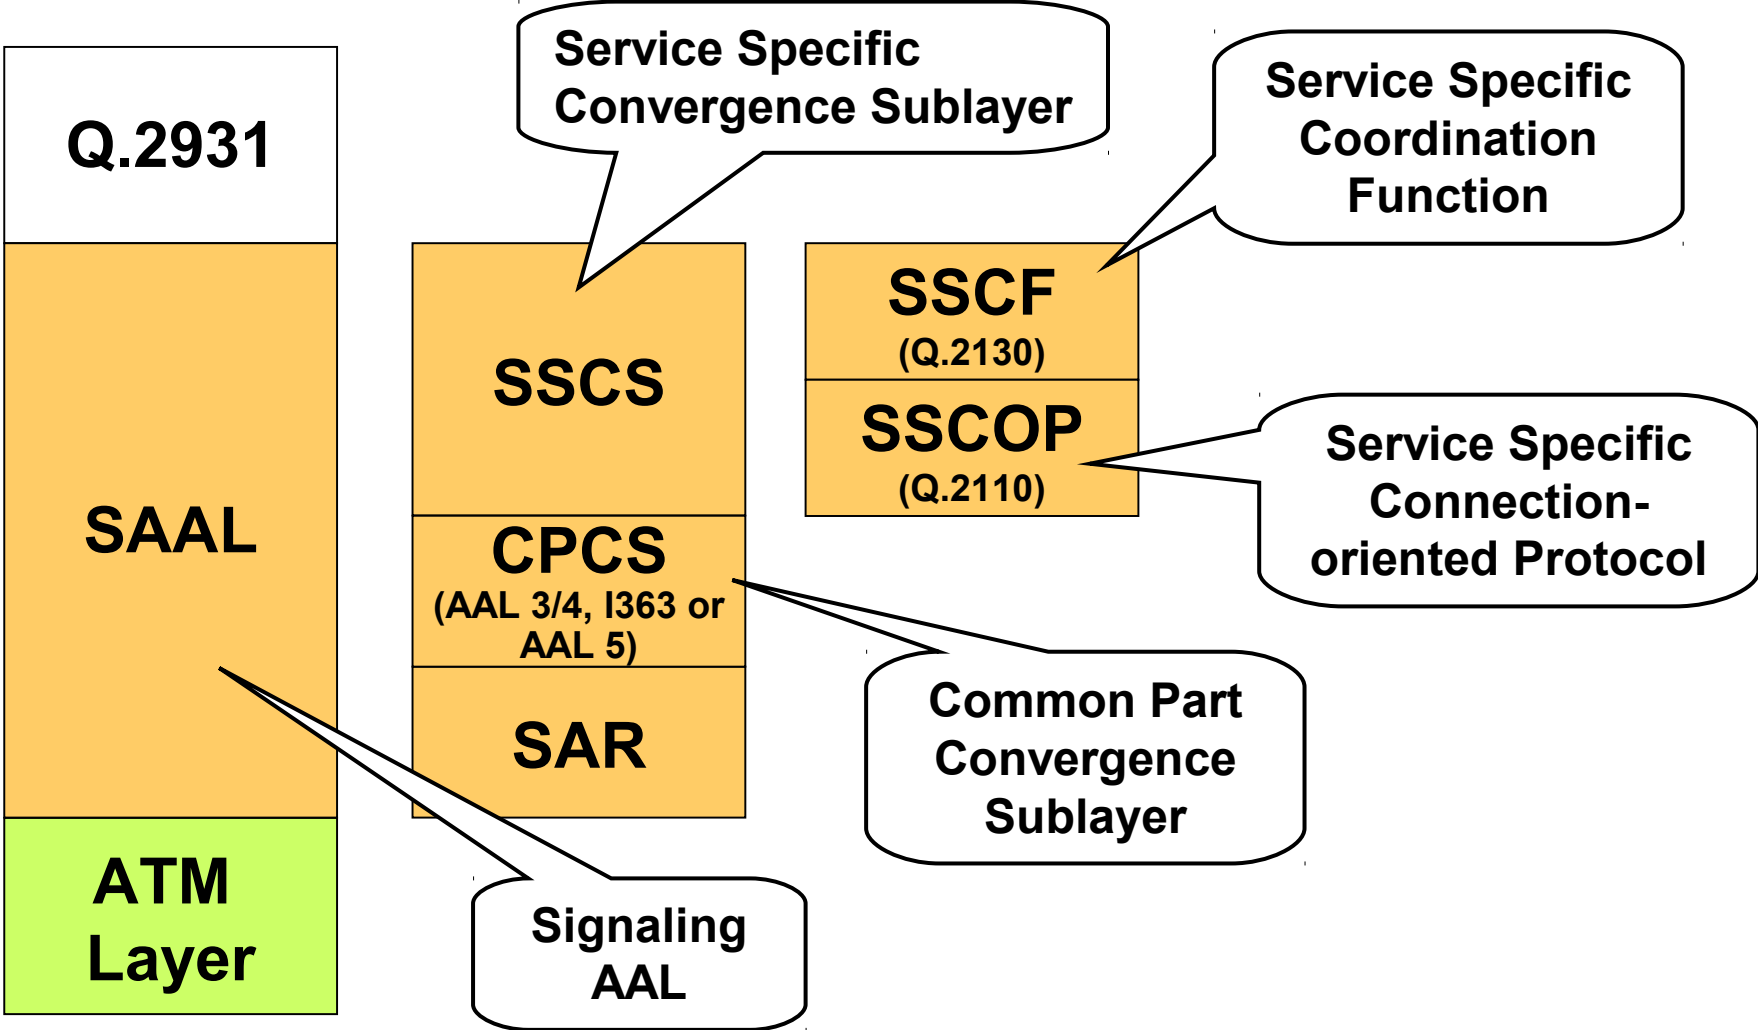 Service Specific
Convergence Sublayer
Service Specific
Coordination
Function
Q.2931
SAAL
ATM
Layer
SSCS
CPCS
(AAL 3/4, I363 or
AAL 5)
SAR
SSCF
(Q.2130)
SSCOP
(Q.2110)
Service Specific
Connection-
oriented Protocol
Common Part
Convergence
Sublayer
Signaling
AAL